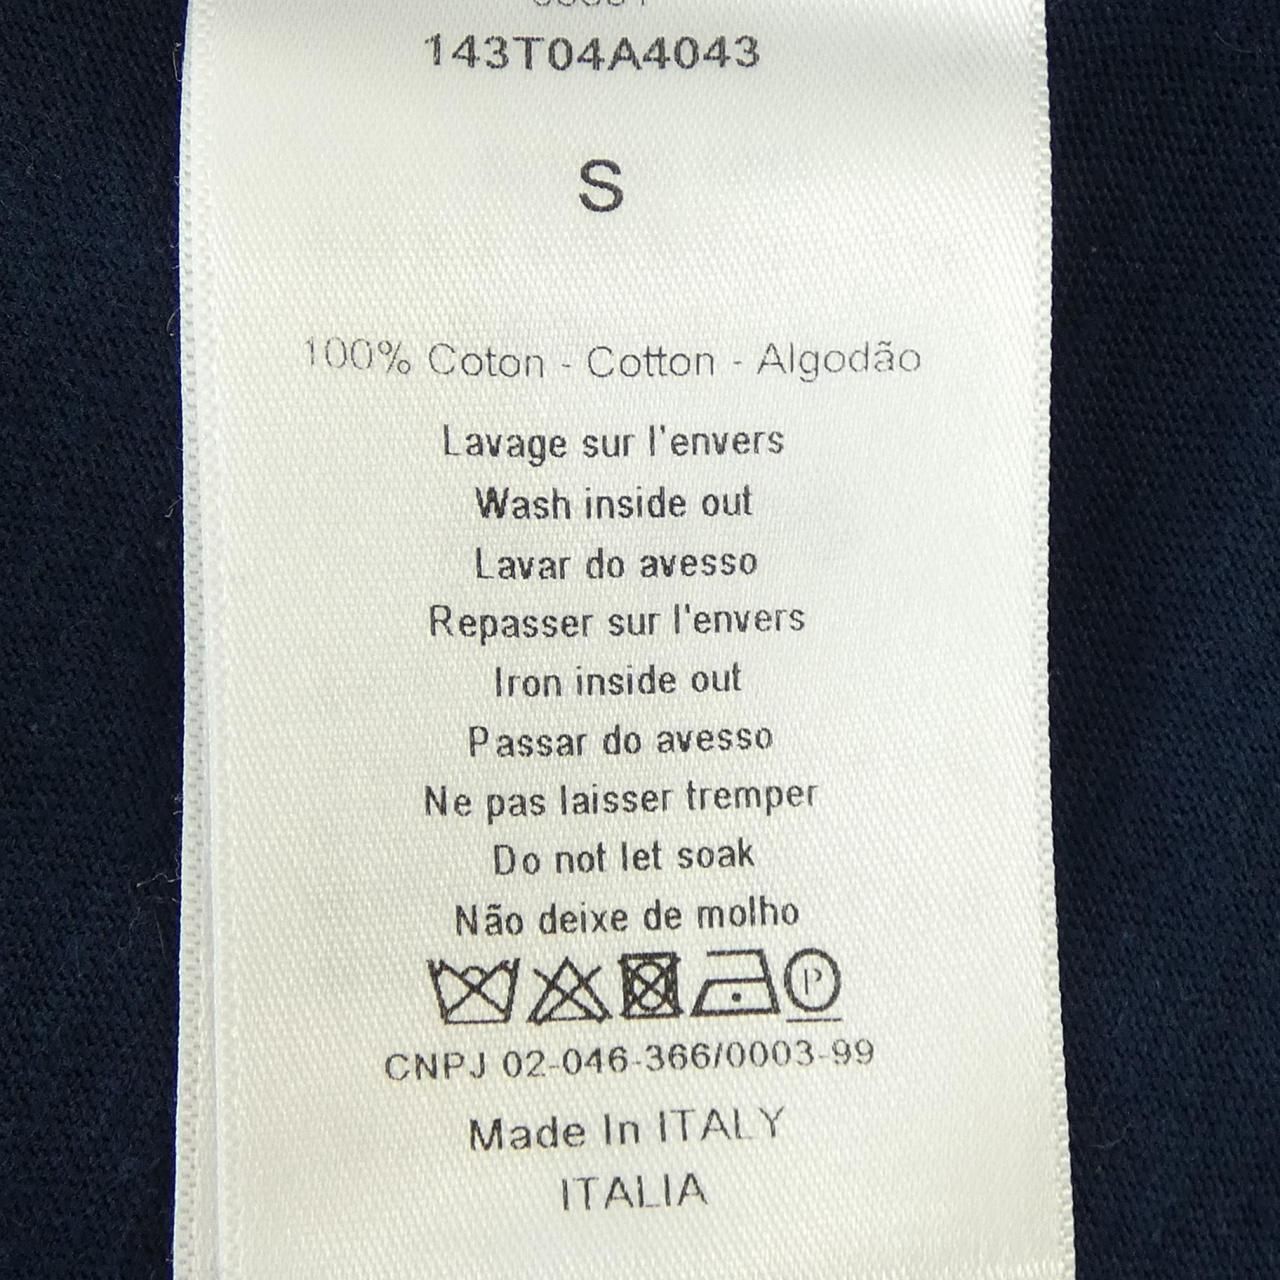 143T04A4043
S
100% Coton - Cotton - Algodão
Lavage sur l'envers
Wash inside out
Lavar do avesso
Repasser sur l'envers
Iron inside out
Passar do avesso
Ne pas laisser tremper
Do not let soak
Não deixe de molho
P
CNPJ 02-046-366/0003-99
Made In ITALY
ITALIA